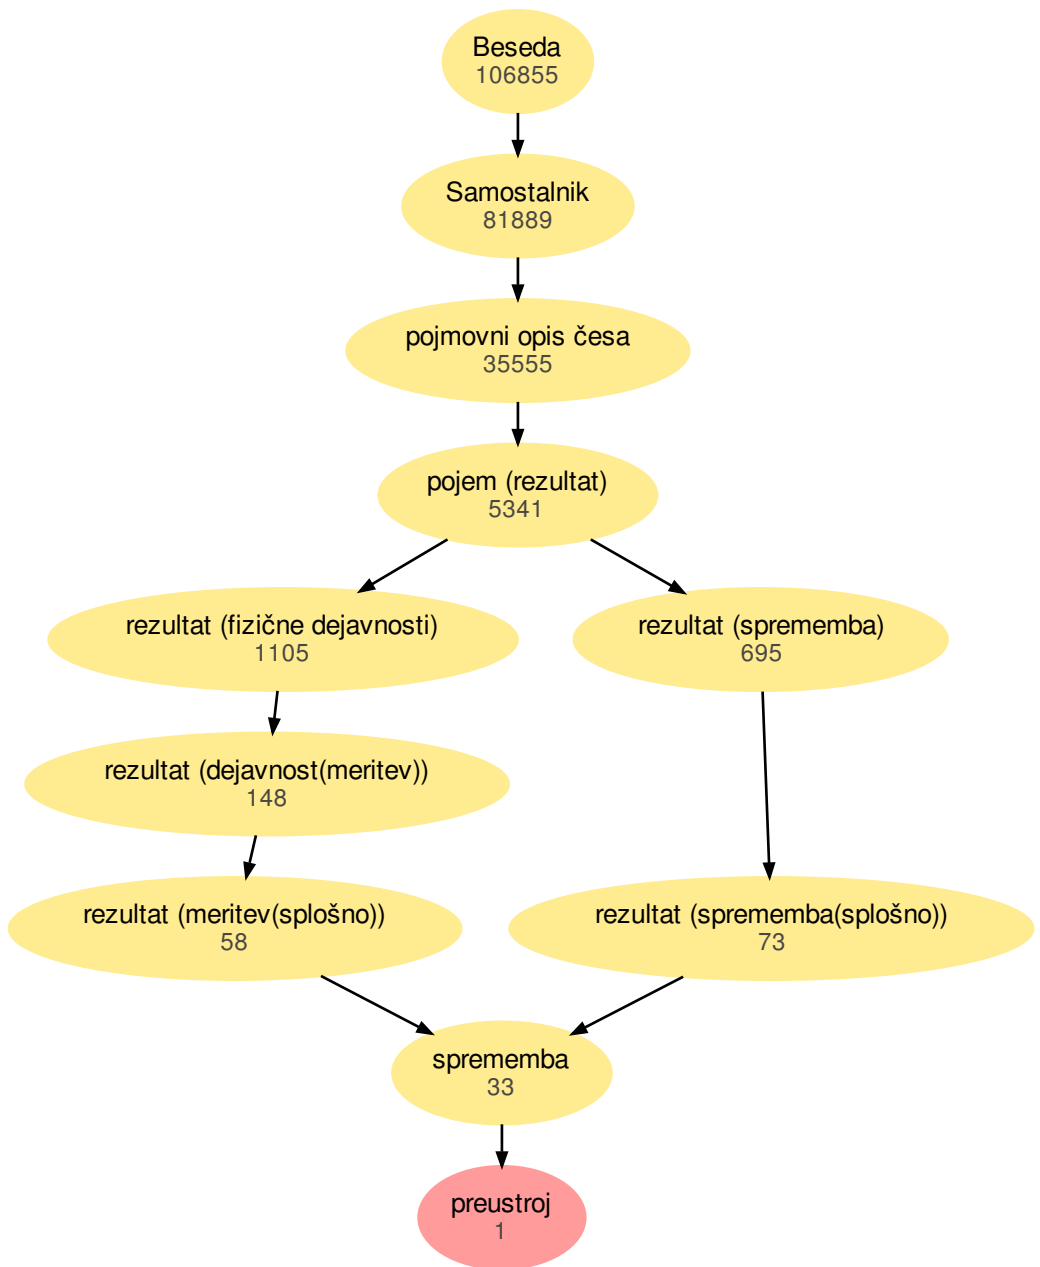 Beseda
106855
Samostalnik
81889
pojmovni opis česa
35555
pojem (rezultat)
5341
rezultat (fizične dejavnosti)
1105
rezultat (sprememba)
695
rezultat (dejavnost(meritev))
148
rezultat (meritev(splošno))
58
rezultat (sprememba(splošno))
73
sprememba
33
preustroj
1